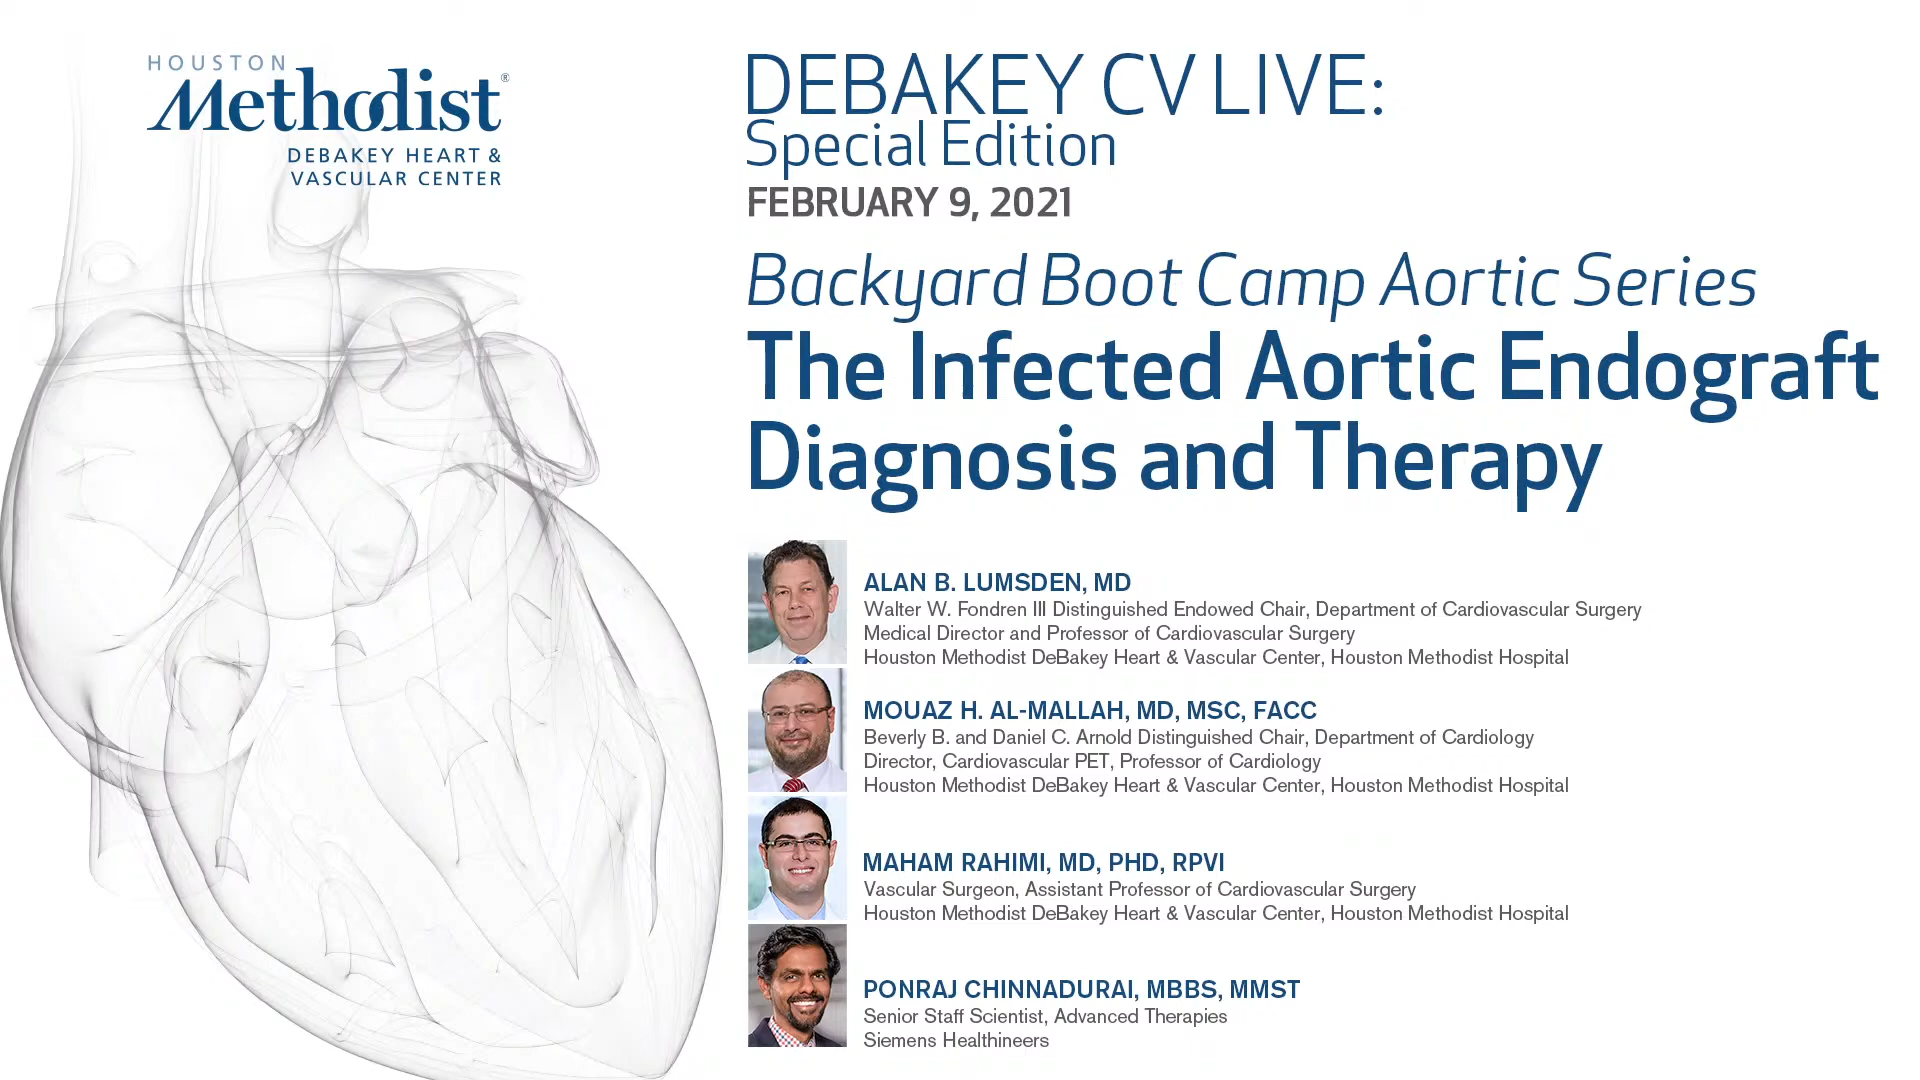 HOUSTON
Methodist®
DEBAKEY HEART &
VASCULAR CENTER
DEBAKEY CV LIVE:
Special Edition
FEBRUARY 9, 2021
Backyard Boot Camp Aortic Series
The Infected Aortic Endograft
Diagnosis and Therapy
ALAN B. LUMSDEN, MD
Walter W. Fondren III Distinguished Endowed Chair, Department of Cardiovascular Surgery
Medical Director and Professor of Cardiovascular Surgery
Houston Methodist DeBakey Heart & Vascular Center, Houston Methodist Hospital
MOUAZ H. AL-MALLAH, MD, MSC, FACC
Beverly B. and Daniel C. Arnold Distinguished Chair, Department of Cardiology
Director, Cardiovascular PET, Professor of Cardiology
Houston Methodist DeBakey Heart & Vascular Center, Houston Methodist Hospital
MAHAM RAHIMI, MD, PHD, RPVI
Vascular Surgeon, Assistant Professor of Cardiovascular Surgery
Houston Methodist DeBakey Heart & Vascular Center, Houston Methodist Hospital
PONRAJ CHINNADURAI, MBBS, MMST
Senior Staff Scientist, Advanced Therapies
Siemens Healthineers